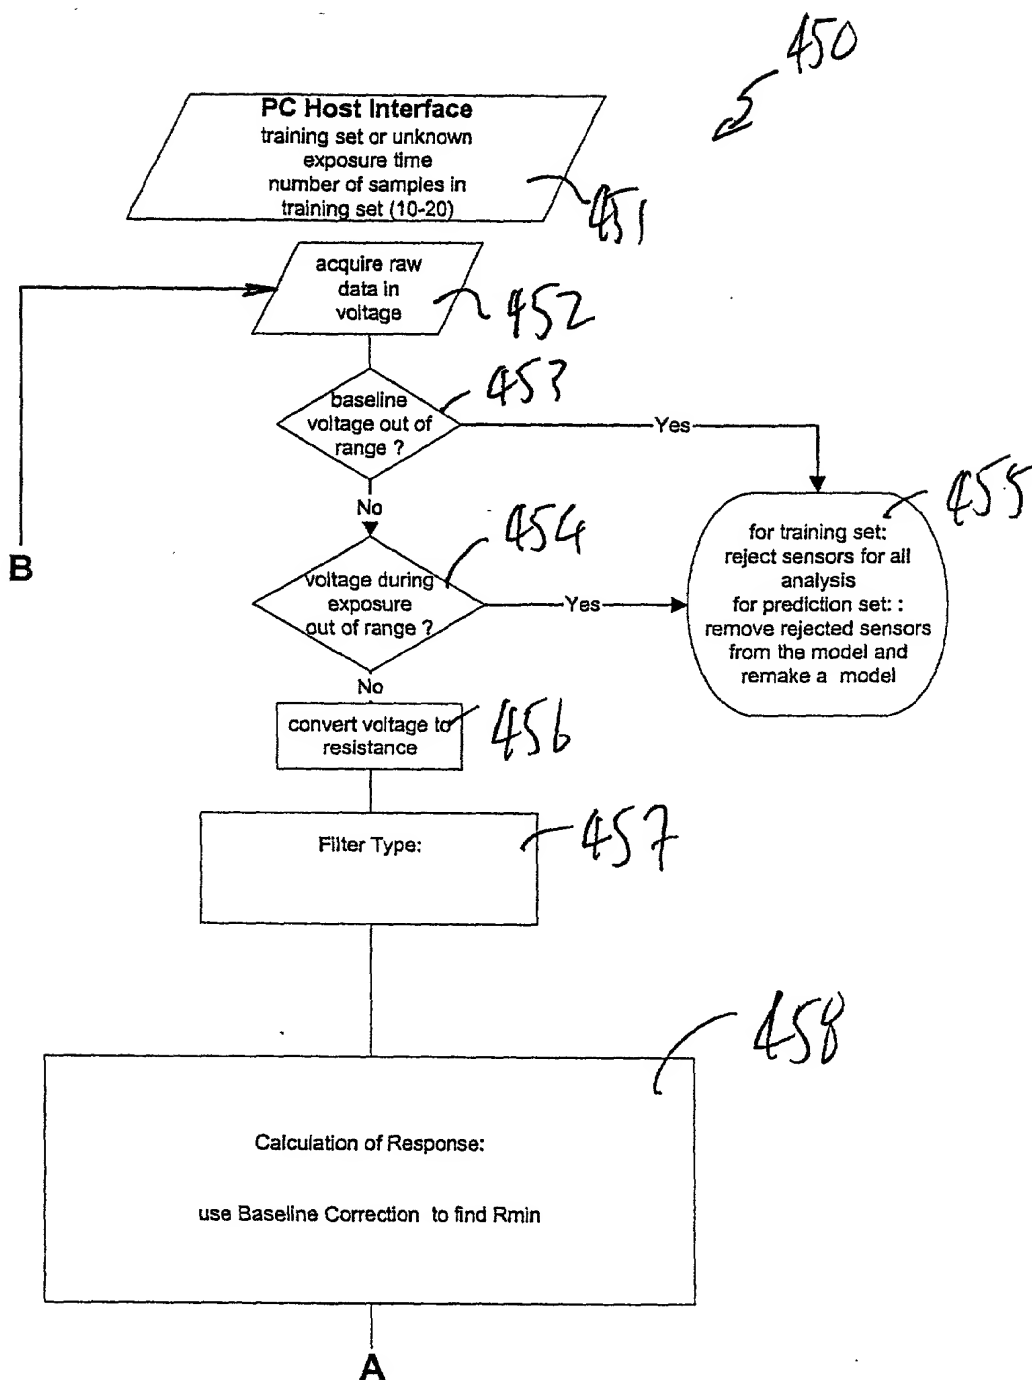 450
PC Host Interface
training set or unknown
exposure time
number of samples in
training set (10-20)
451
acquire raw
data in
voltage
452
453
baseline
voltage out of
range ?
Yes
No
454
455
B
voltage during
exposure
out of range ?
Yes
for training set:
reject sensors for all
analysis
for prediction set: :
remove rejected sensors
from the model and
remake a model
No
convert voltage to
resistance
456
Filter Type:
457
458
Calculation of Response:
use Baseline Correction to find Rmin
A